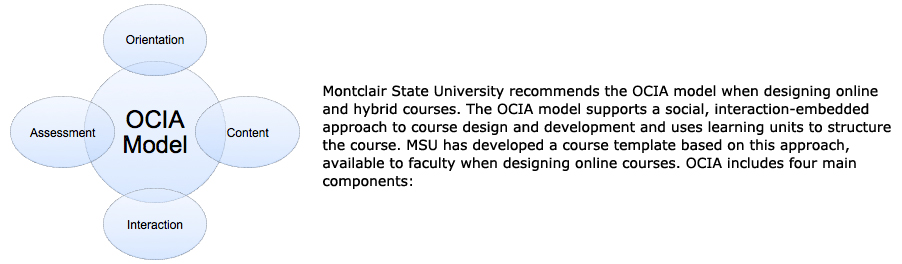 Orientation
Assessment
OCIA
Model
Content
Interaction
Montclair State University recommends the OCIA model when designing online
and hybrid courses. The OCIA model supports a social, interaction-embedded
approach to course design and development and uses learning units to structure
the course. MSU has developed a course template based on this approach,
available to faculty when designing online courses. OCIA includes four main
components: